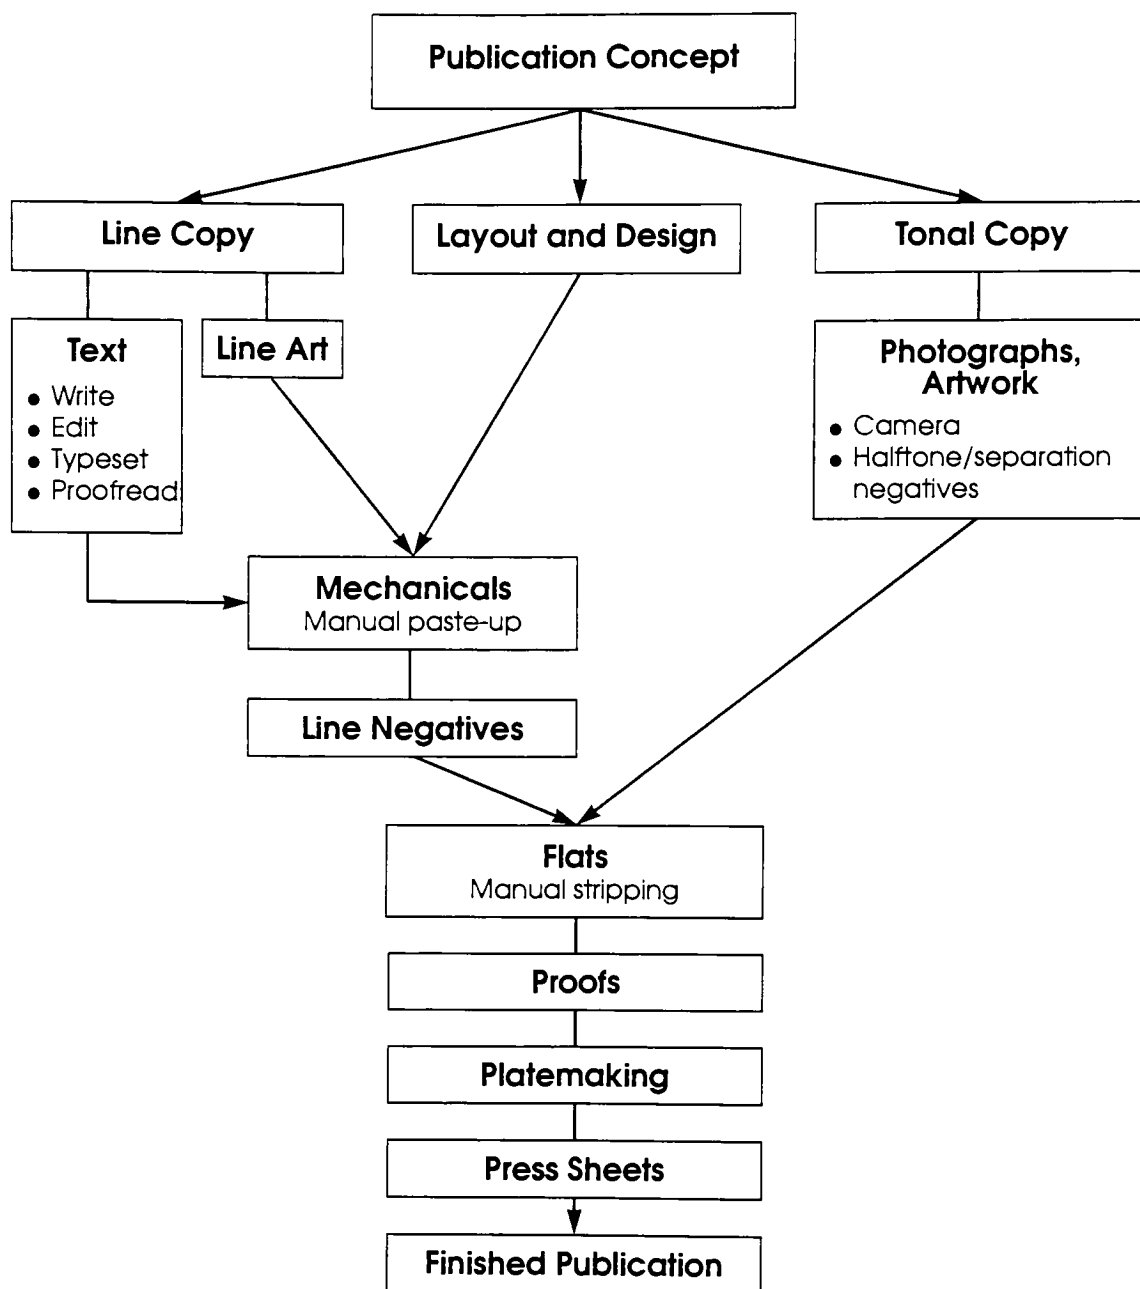 Publication Concept
Line Copy
Layout and Design
Tonal Copy
Text
● Write
● Edit
● Typeset
● Proofread
Line Art
Photographs,
Artwork
● Camera
● Halftone/separation
negatives
Mechanicals
Manual paste-up
Line Negatives
Flats
Manual stripping
Proofs
Platemaking
Press Sheets
Finished Publication